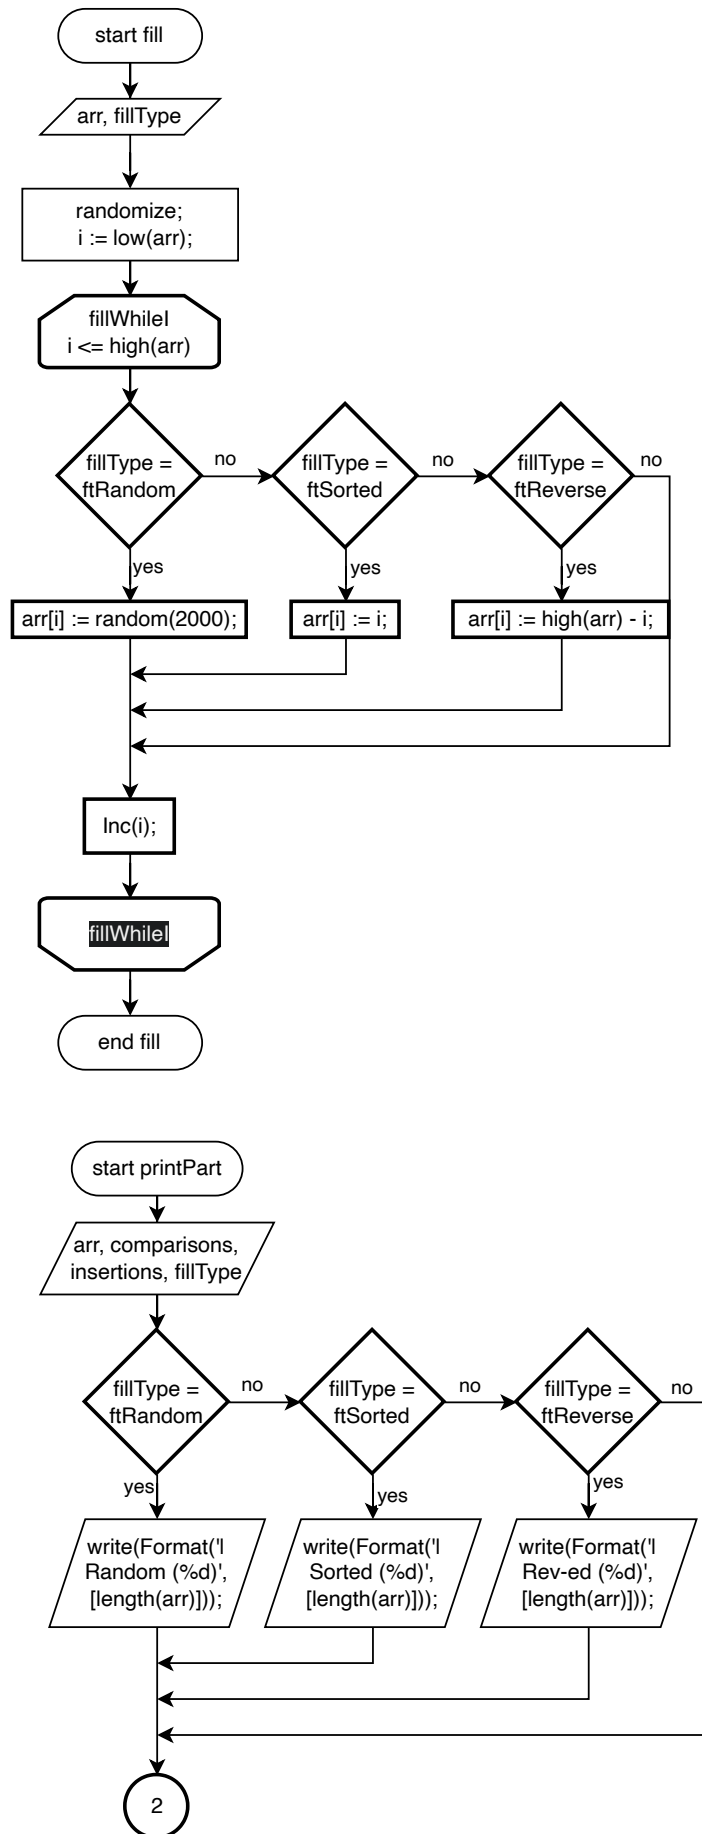 start fill
arr, fillType
randomize;
i := low(arr);
fillWhileI
i <= high(arr)
fillType =
ftRandom
no
fillType =
ftSorted
no
fillType =
ftReverse
no
yes
yes
yes
arr[i] := random(2000);
arr[i] := i;
arr[i] := high(arr) - i;
Inc(i);
fillWhileI
end fill
start printPart
arr, comparisons,
insertions, fillType
fillType =
ftRandom
no
fillType =
ftSorted
no
fillType =
ftReverse
no
yes
yes
yes
write(Format('|
Random (%d)',
[length(arr)]));
write(Format('|
Sorted (%d)',
[length(arr)]));
write(Format('|
Rev-ed (%d)',
[length(arr)]));
2